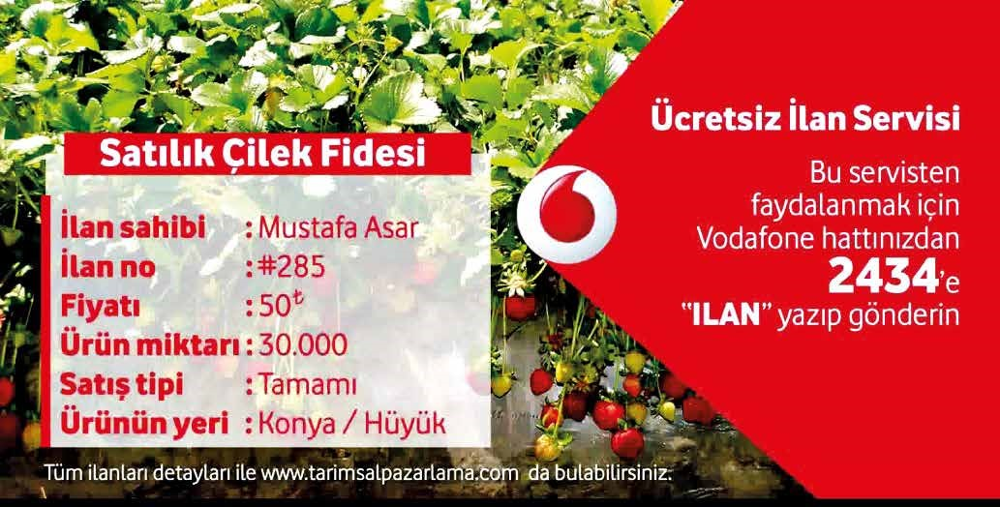 Satılık Çilek Fidesi
İlan sahibi : Mustafa Asar
İlan no : #285
Fiyatı : 50₺
Ürün miktarı : 30.000
Satış tipi : Tamamı
Ürünün yeri : Konya / Hüyük
Tüm ilanları detayları ile www.tarimsalpazarlama.com da bulabilirsiniz.
Ücretsiz İlan Servisi
Bu servisten
faydalanmak için
Vodafone hattınızdan
2434'e
"ILAN" yazıp gönderin